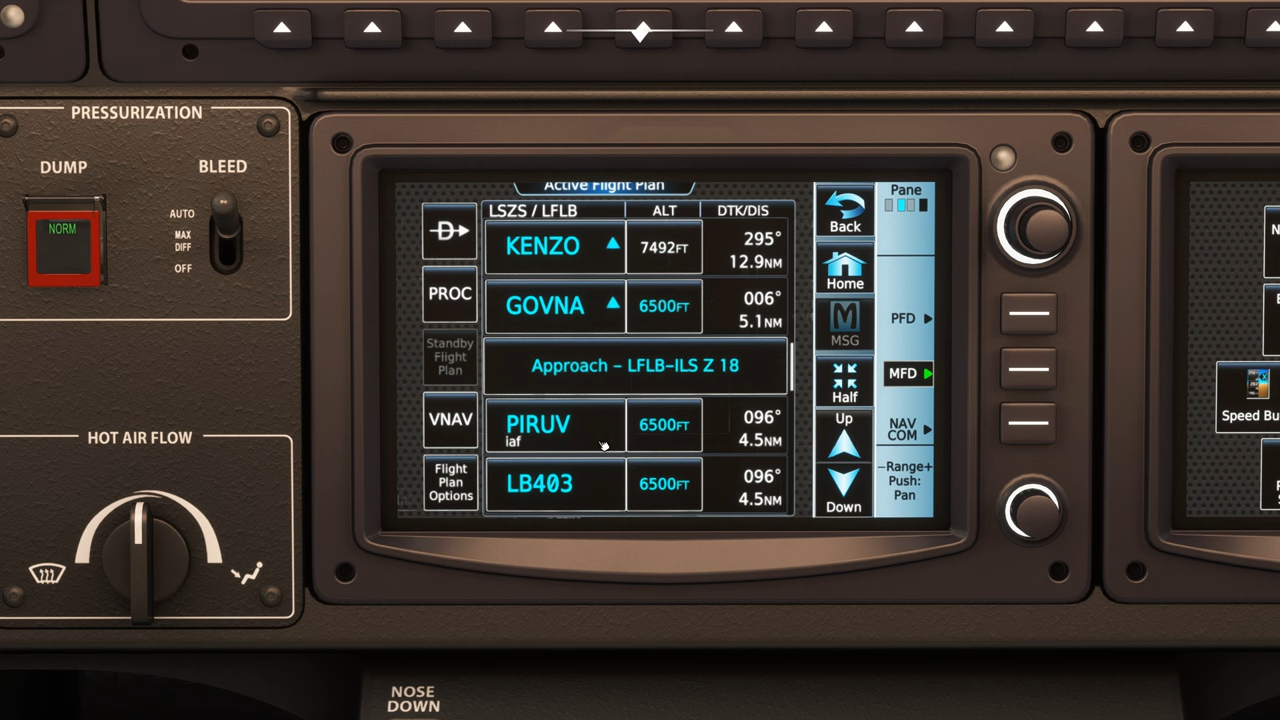 PRESSURIZATION
DUMP
BLEED
NORM
AUTO
MAX
DIFF
OFF
HOT AIR FLOW
Active Flight Plan
LSZS / LFLB ALT DTK/DIS
KENZO 7492FT 295°
12.9NM
GOVNA 6500FT 006°
5.1NM
Approach – LFLB–ILS Z 18
PIRUV 6500FT 096°
iaf 4.5NM
LB403 6500FT 096°
4.5NM
D
PROC
Standby
Flight
Plan
VNAV
Flight
Plan
Options
Back
Home
M
MSG
Half
Up
Down
Pane
PFD
MFD
NAV
COM
–Range+
Push:
Pan
Speed Bu
NOSE
DOWN